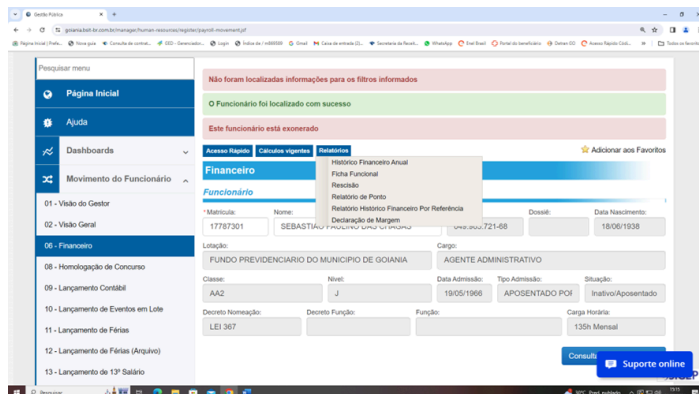 Gestão Pública
goiania.bsit-br.com.br/manager/human-resources/register/payroll-movement.jsf
Pesquisar menu
Página Inicial
Ajuda
Dashboards
Movimento do Funcionário
01 - Visão do Gestor
02 - Visão Geral
06 - Financeiro
08 - Homologação de Concurso
09 - Lançamento Contábil
10 - Lançamento de Eventos em Lote
11 - Lançamento de Férias
12 - Lançamento de Férias (Arquivo)
13 - Lançamento de 13º Salário
Não foram localizadas informações para os filtros informados
O Funcionário foi localizado com sucesso
Este funcionário está exonerado
Acesso Rápido Cálculos vigentes Relatórios
Adicionar aos Favoritos
Histórico Financeiro Anual
Ficha Funcional
Rescisão
Relatório de Ponto
Relatório Histórico Financeiro Por Referência
Declaração de Margem
Financeiro
Funcionário
*Matrícula: Nome: Dossiê: Data Nascimento:
17787301 18/06/1938
Lotação: Cargo:
FUNDO PREVIDENCIARIO DO MUNICIPIO DE GOIANIA AGENTE ADMINISTRATIVO
Classe: Nível: Data Admissão: Tipo Admissão: Situação:
AA2 J 19/05/1966 APOSENTADO POR Inativo/Aposentado
Decreto Nomeação: Decreto Função: Função: Carga Horária:
LEI 367 135h Mensal
Suporte online
Pesquisar
15:15